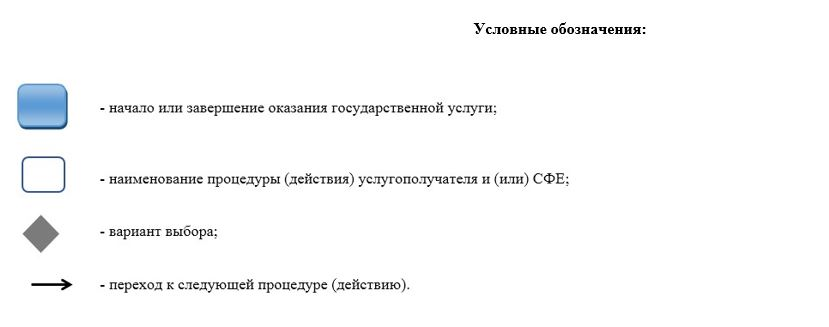 Условные обозначения:
- начало или завершение оказания государственной услуги;
- наименование процедуры (действия) услугополучателя и (или) СФЕ;
- вариант выбора;
- переход к следующей процедуре (действию).